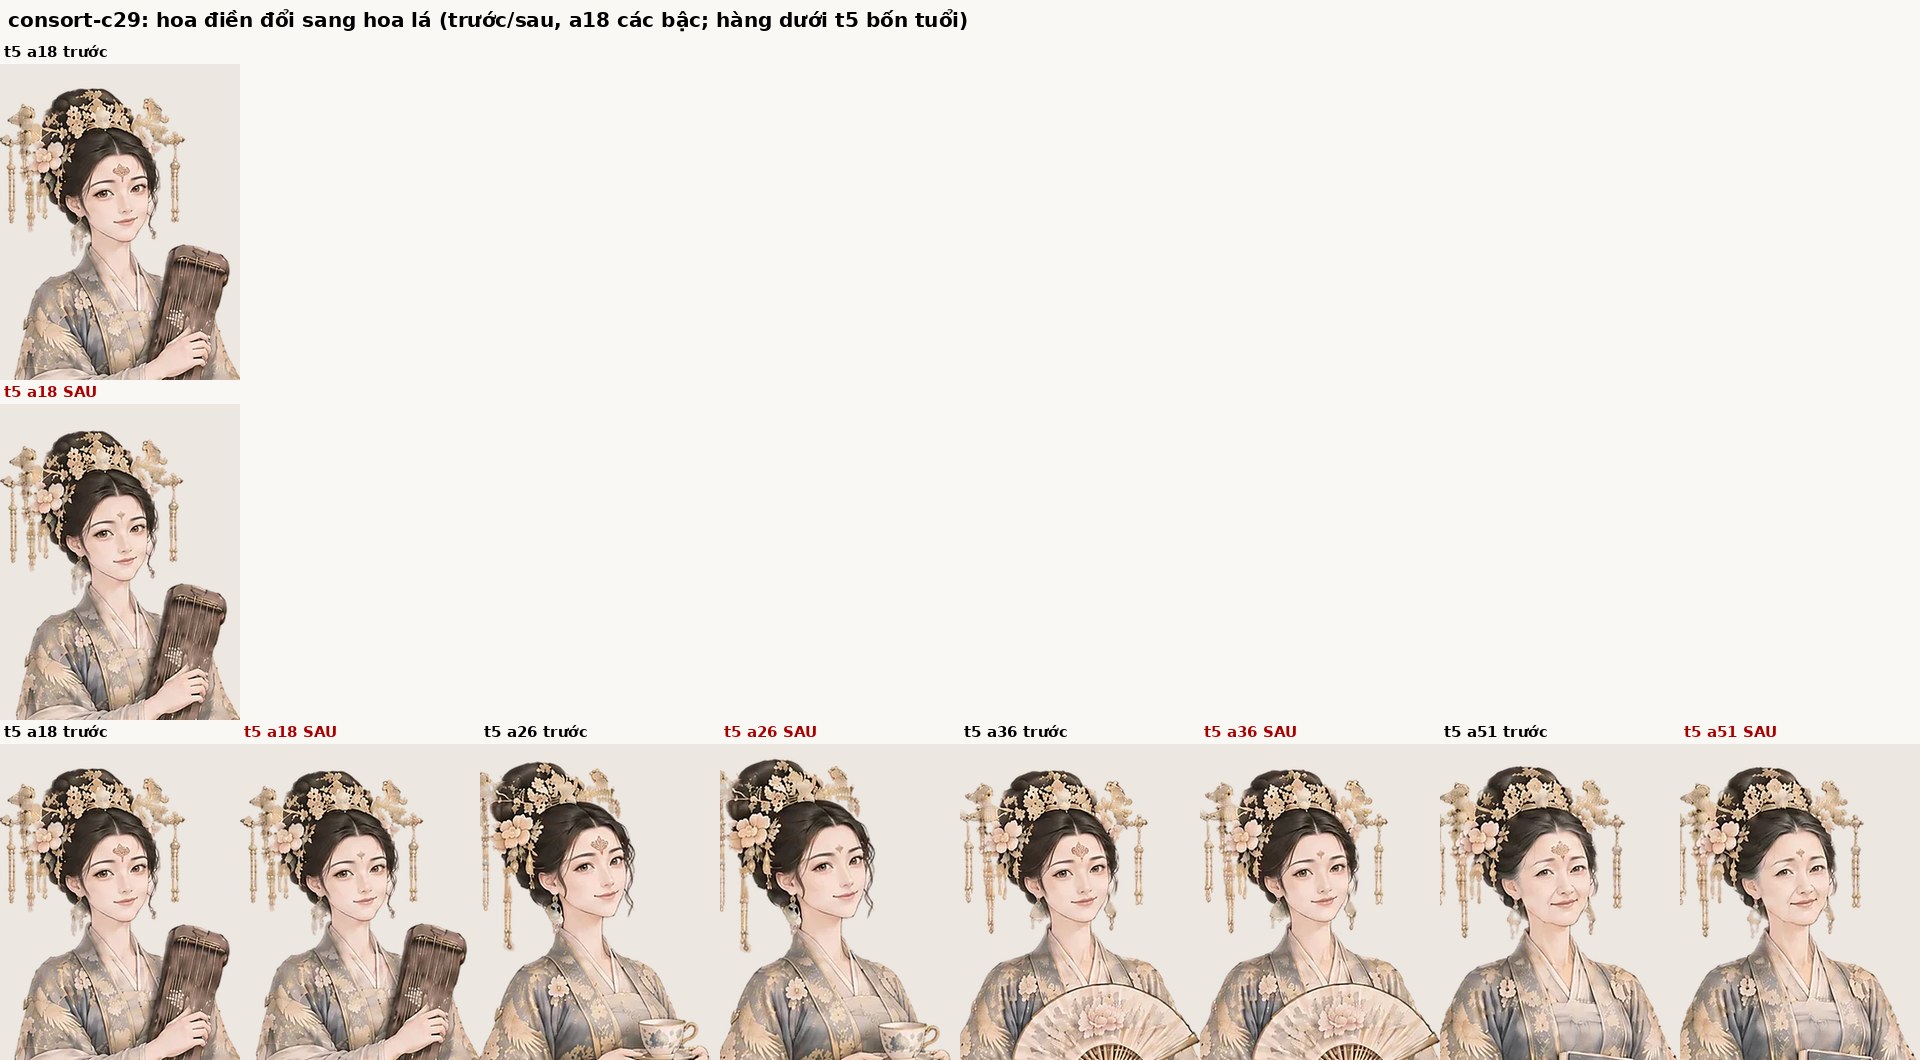 consort-c29: hoa điền đổi sang hoa lá (trước/sau, a18 các bậc; hàng dưới t5 bốn tuổi)
t5 a18 trước
t5 a18 SAU
t5 a18 trước
t5 a18 SAU
t5 a26 trước
t5 a26 SAU
t5 a36 trước
t5 a36 SAU
t5 a51 trước
t5 a51 SAU